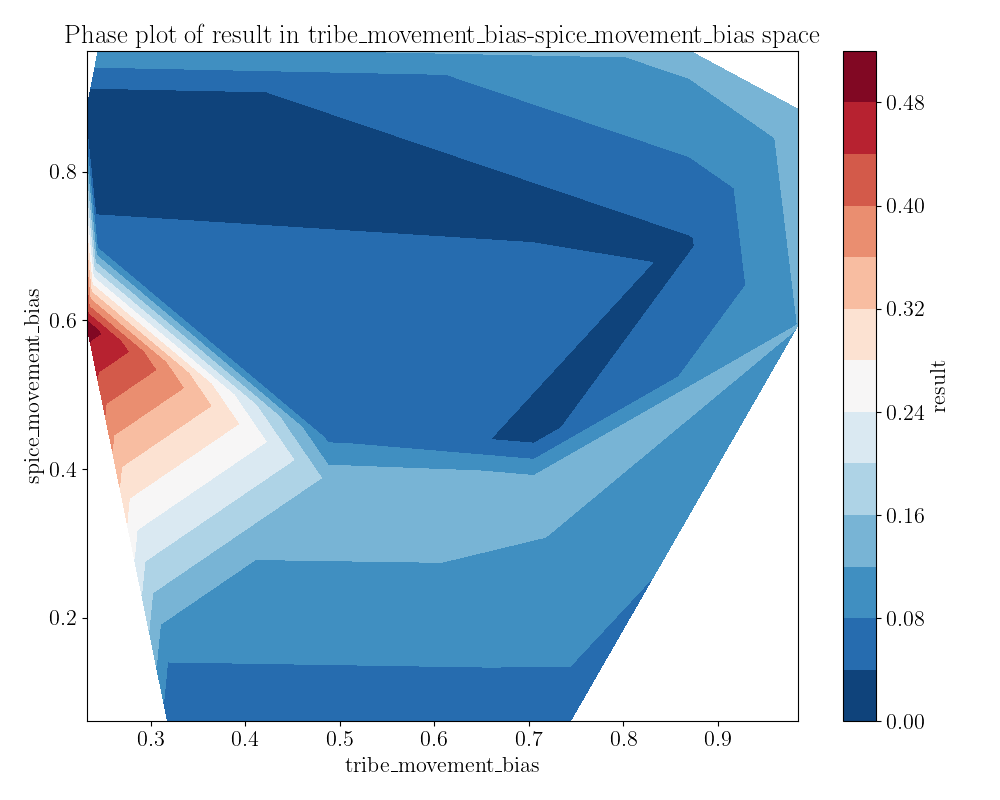 Phase plot of result in tribe_movement_bias-spice_movement_bias space
0.8
0.6
0.4
0.2
spice_movement_bias
0.3 0.4 0.5 0.6 0.7 0.8 0.9
tribe_movement_bias
0.48
0.40
0.32
0.24
0.16
0.08
0.00
result